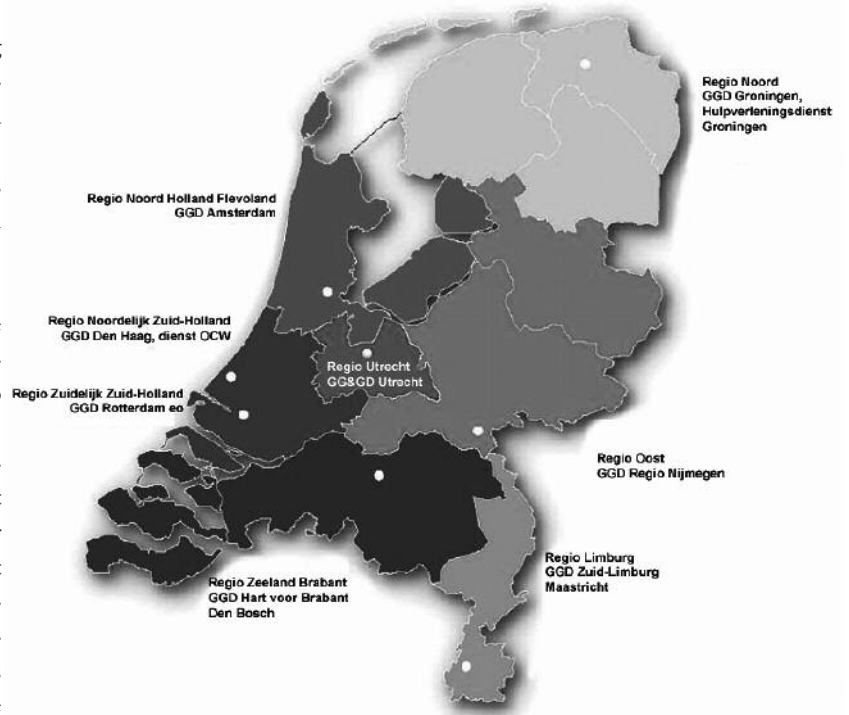 Regio Noord
GGD Groningen,
Hulpverleningsdienst
Groningen
Regio Noord Holland Flevoland
GGD Amsterdam
Regio Noordelijk Zuid-Holland
GGD Den Haag, dienst OCW
Regio Utrecht
GG&GD Utrecht
Regio Zuidelijk Zuid-Holland
GGD Rotterdam eo
Regio Oost
GGD Regio Nijmegen
Regio Limburg
GGD Zuid-Limburg
Maastricht
Regio Zeeland Brabant
GGD Hart voor Brabant
Den Bosch